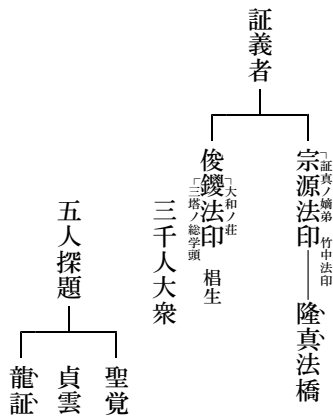 証義者
宗源法印
証真ノ嫡弟 竹中法印
隆真法橋
俊鑁法印
大和ノ荘
三塔ノ総学頭
椙生
三千人大衆
五人探題
聖覚
貞雲
龍証